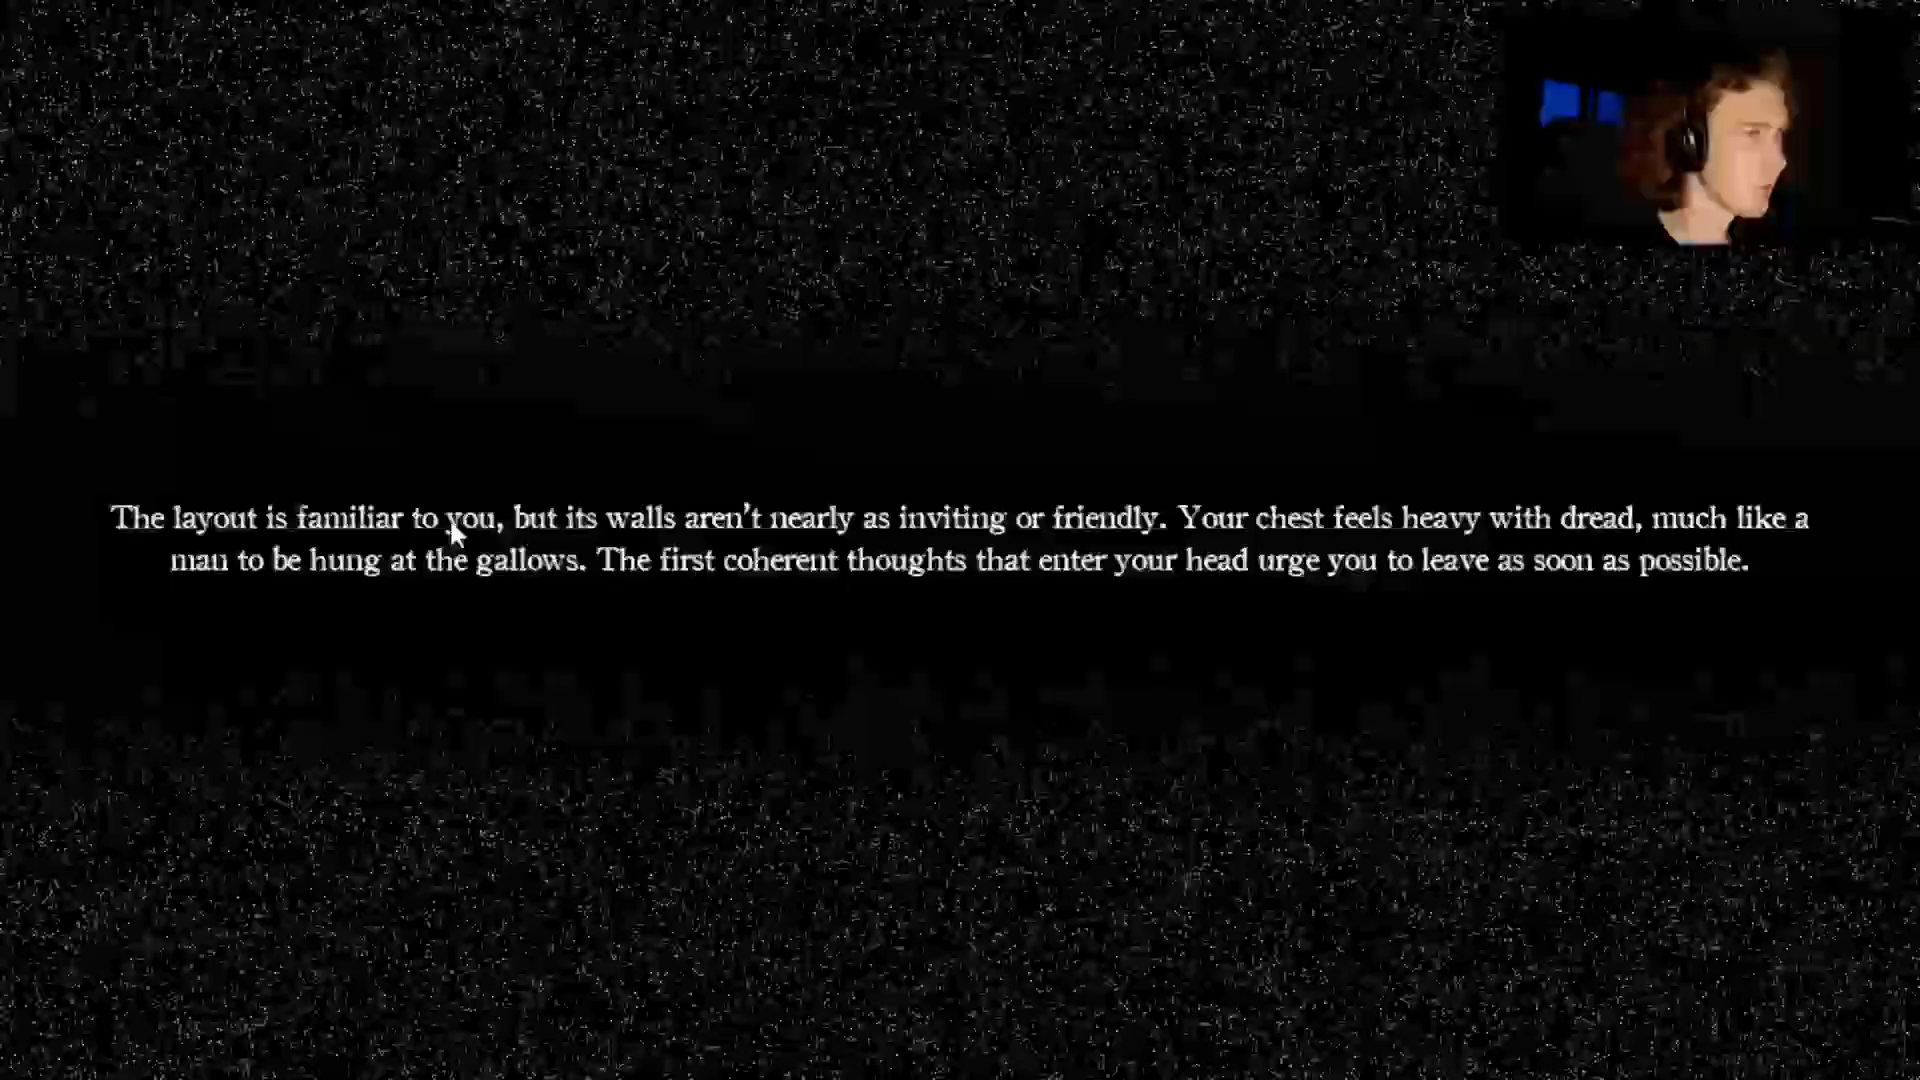 The layout is familiar to you, but its walls aren't nearly as inviting or friendly. Your chest feels heavy with dread, much like a
man to be hung at the gallows. The first coherent thoughts that enter your head urge you to leave as soon as possible.